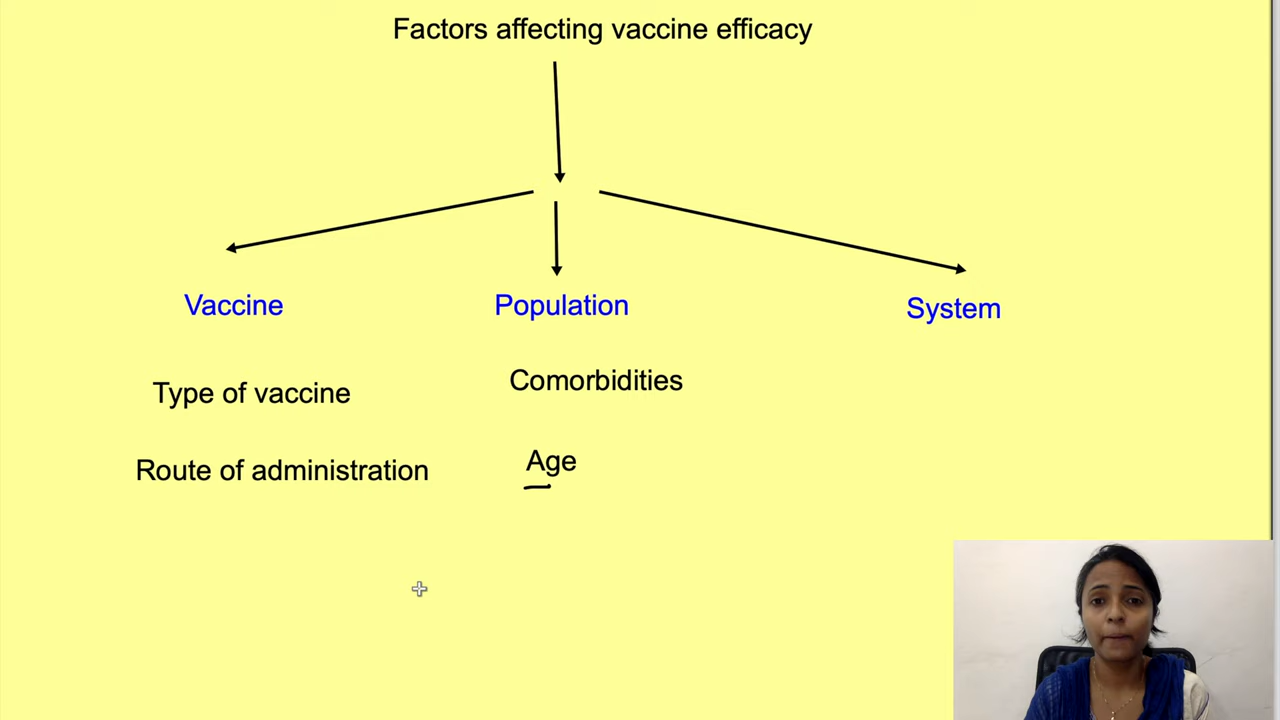 Factors affecting vaccine efficacy
Vaccine
Population
System
Type of vaccine
Comorbidities
Route of administration
Age